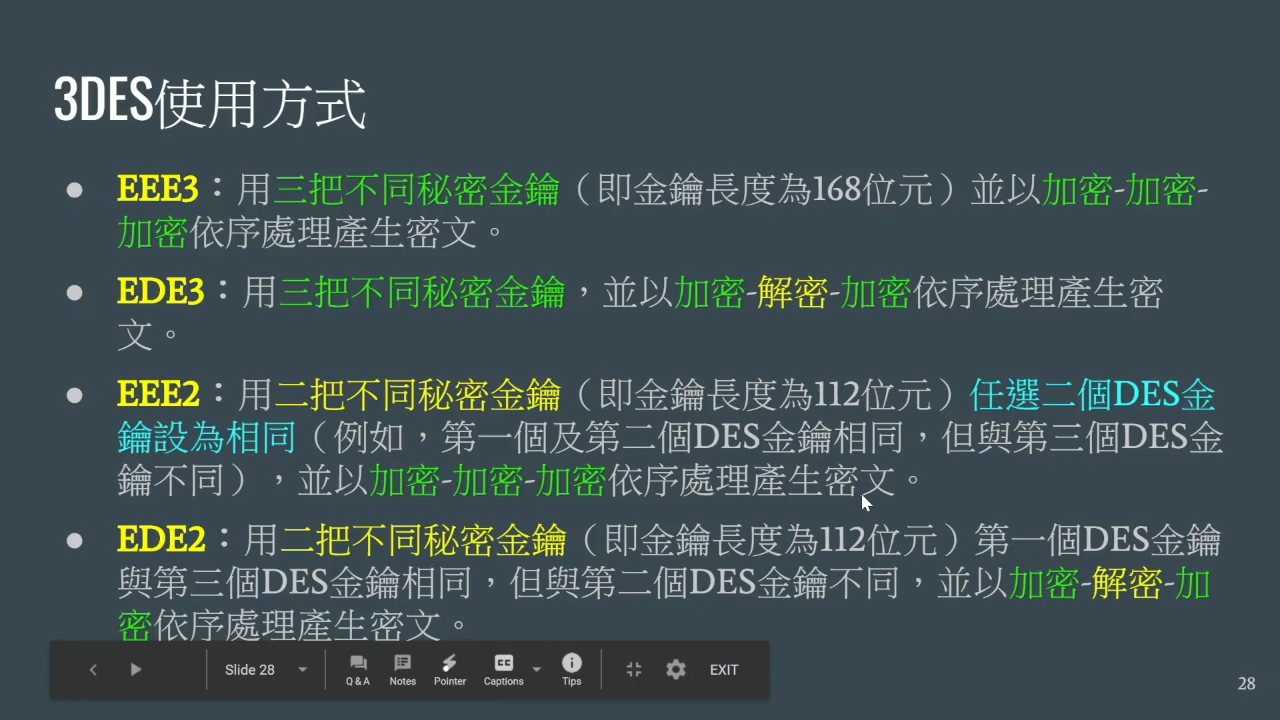 3DES使用方式
● EEE3：用三把不同秘密金鑰（即金鑰長度為168位元）並以加密-加密-
加密依序處理產生密文。
● EDE3：用三把不同秘密金鑰，並以加密-解密-加密依序處理產生密
文。
● EEE2：用二把不同秘密金鑰（即金鑰長度為112位元）任選二個DES金
鑰設為相同（例如，第一個及第二個DES金鑰相同，但與第三個DES金
鑰不同），並以加密-加密-加密依序處理產生密文。
● EDE2：用二把不同秘密金鑰（即金鑰長度為112位元）第一個DES金鑰
與第三個DES金鑰相同，但與第二個DES金鑰不同，並以加密-解密-加
密依序處理產生密文。
Slide 28 Q & A Notes Pointer CC Captions Tips EXIT
28